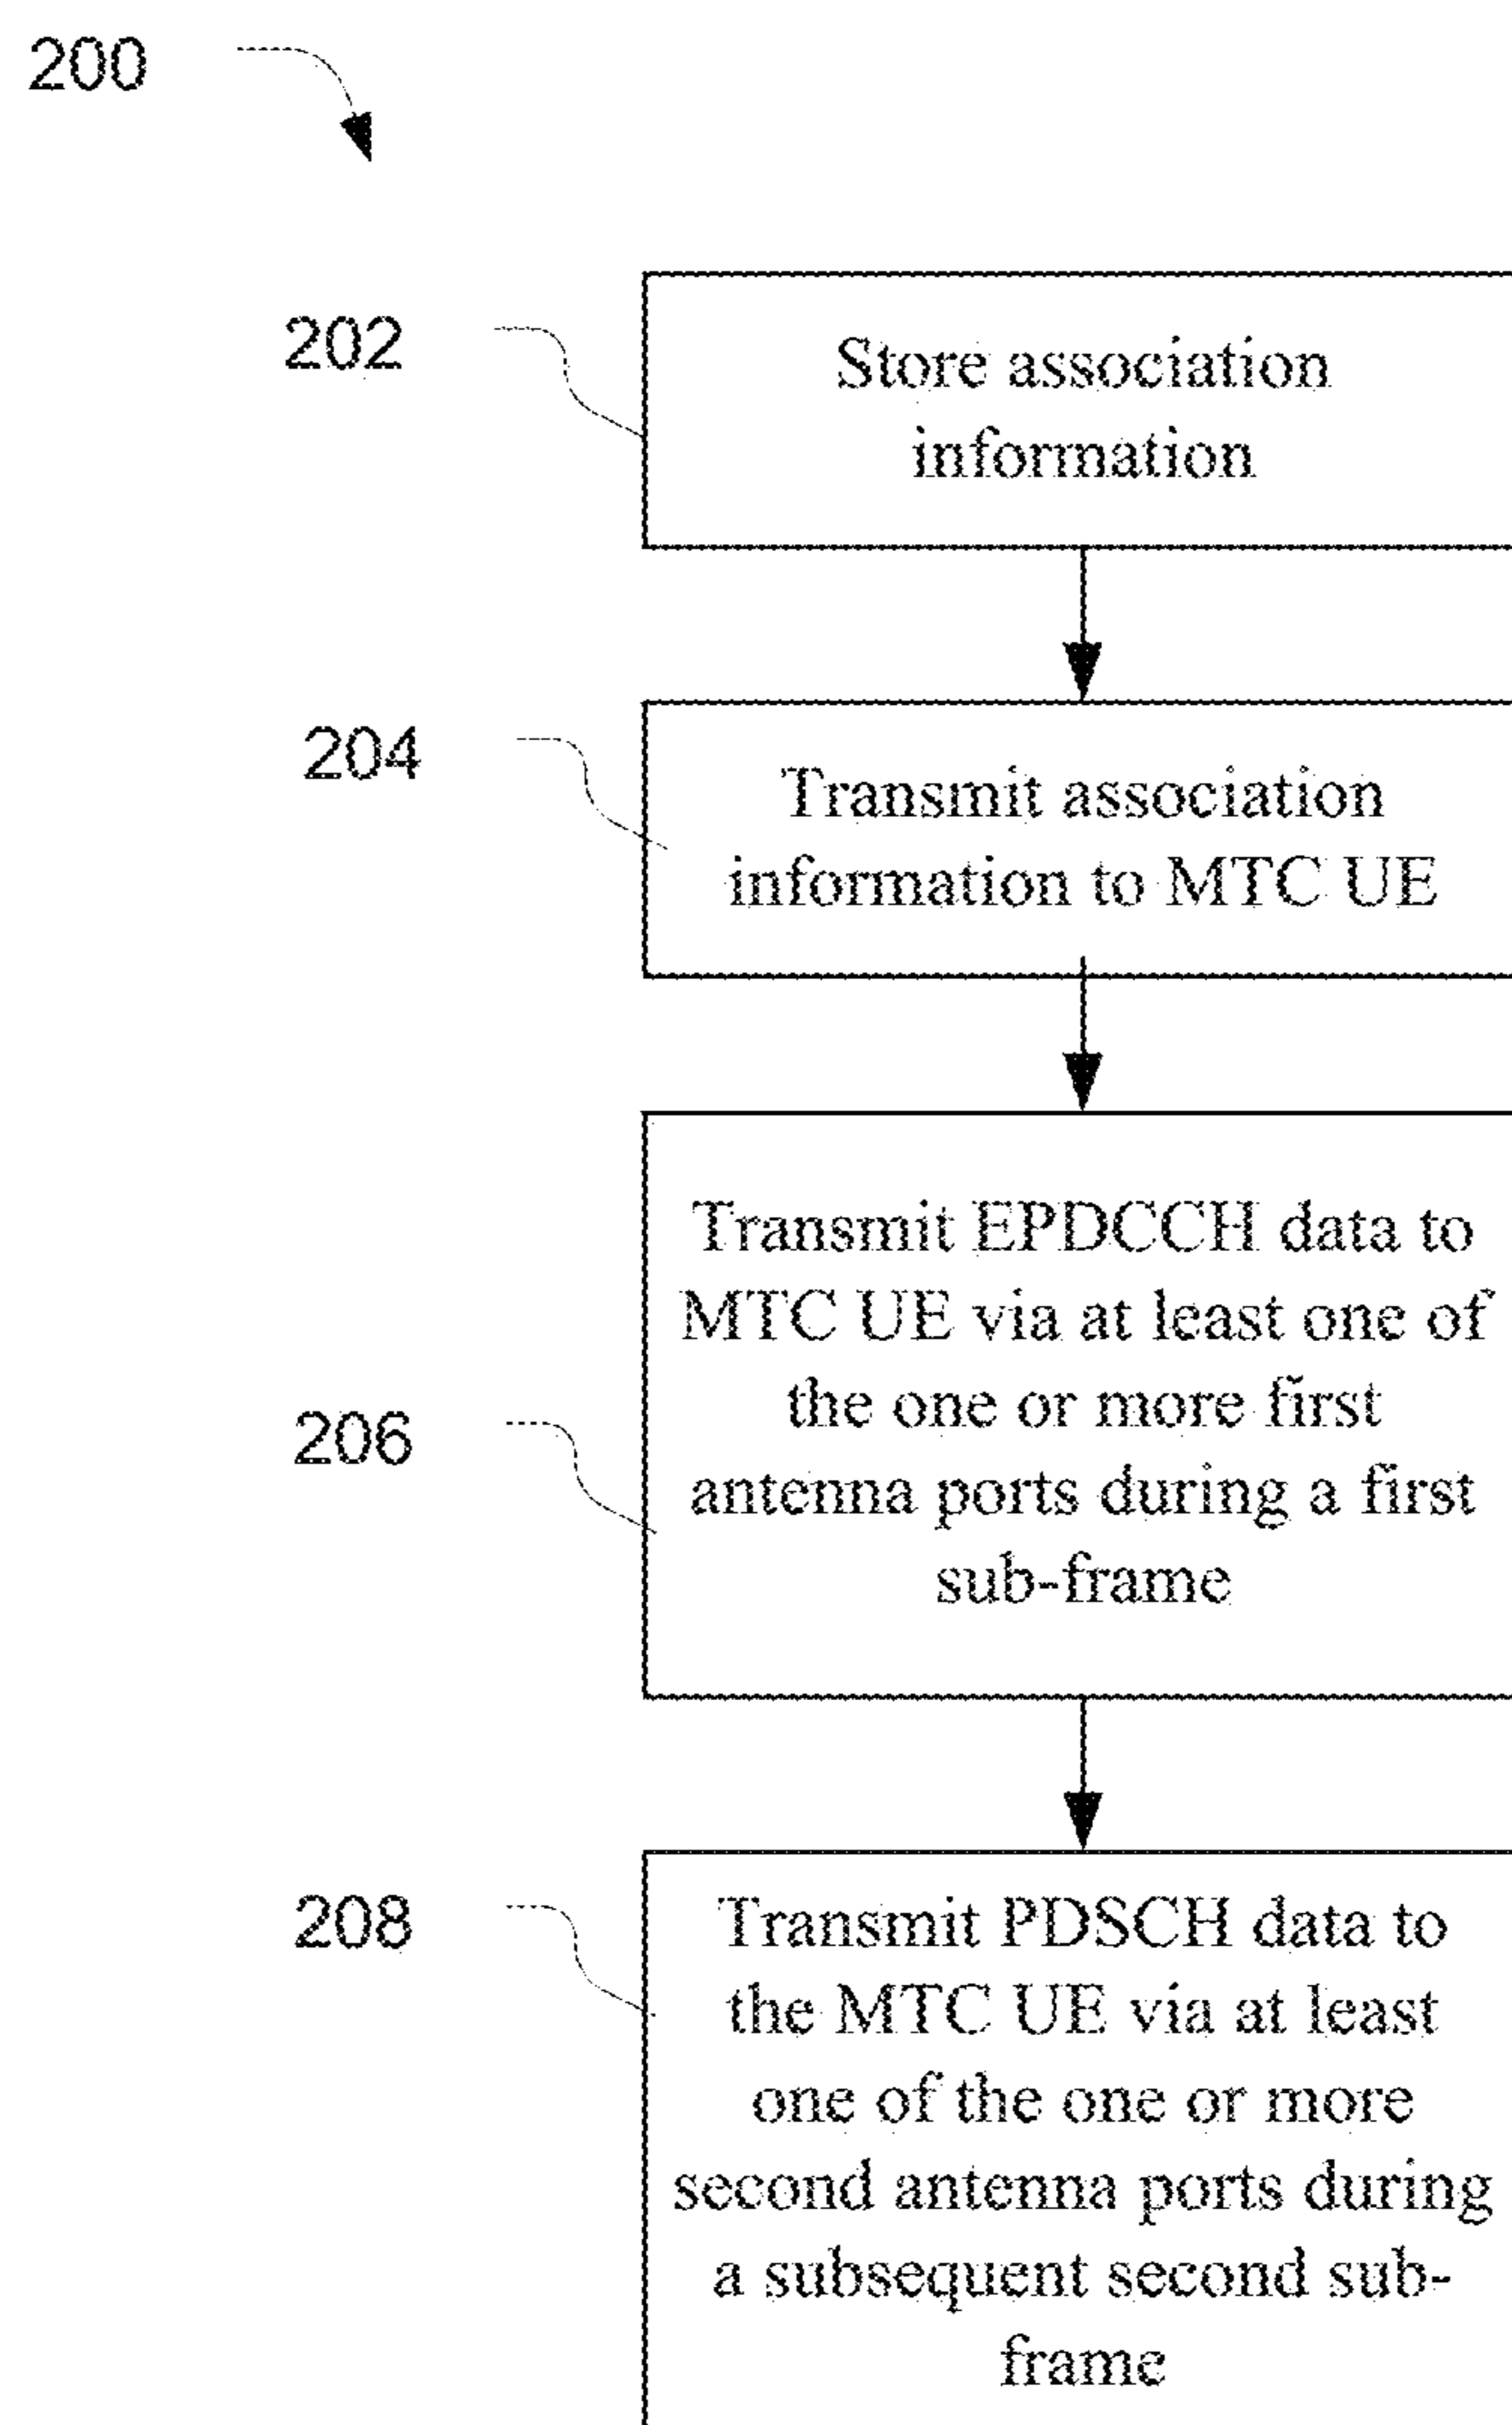 200
202
Store association
information
204
Transmit association
information to MTC UE
206
Transmit EPDCCH data to
MTC UE via at least one of
the one or more first
antenna ports during a first
sub-frame
208
Transmit PDSCH data to
the MTC UE via at least
one of the one or more
second antenna ports during
a subsequent second sub-
frame